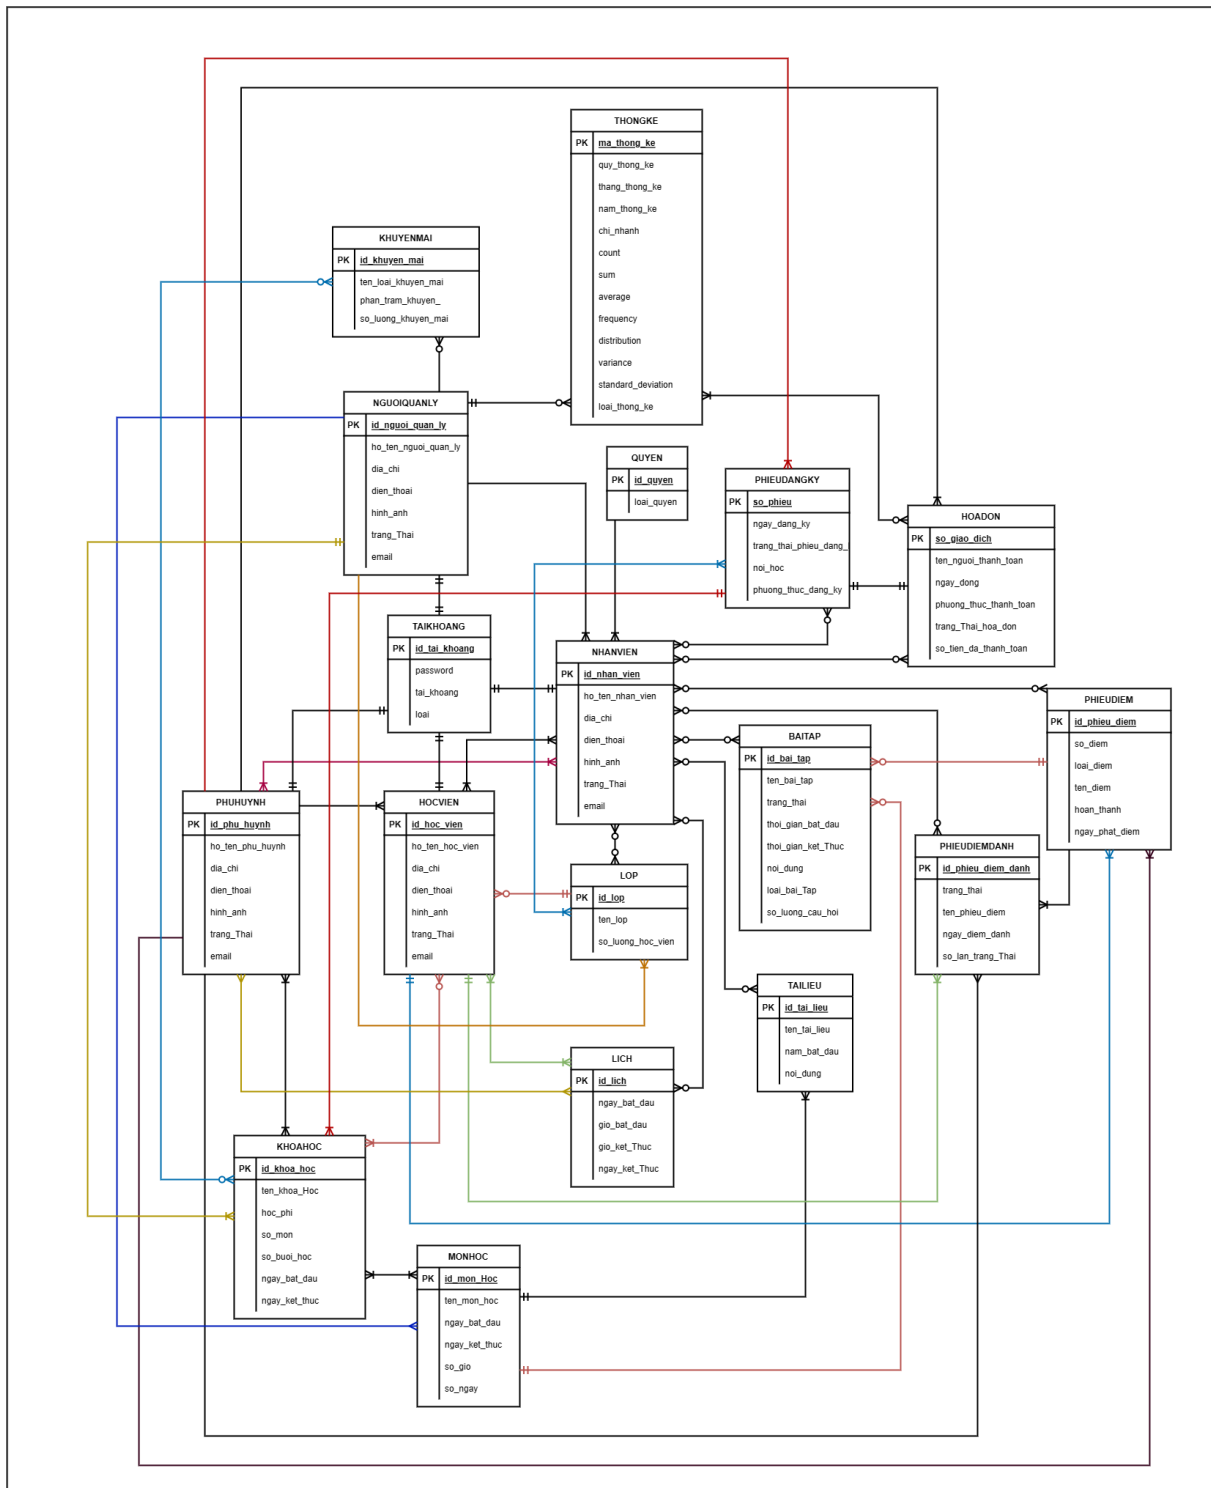 THONGKE
PK ma_thong_ke
quy_thong_ke
thang_thong_ke
nam_thong_ke
chi_nhanh
count
sum
average
frequency
distribution
variance
standard_deviation
loai_thong_ke
KHUYENMAI
PK id_khuyen_mai
ten_loai_khuyen_mai
phan_tram_khuyen_
so_luong_khuyen_mai
NGUOIQUANLY
PK id_nguoi_quan_ly
ho_ten_nguoi_quan_ly
dia_chi
dien_thoai
hinh_anh
trang_Thai
email
QUYEN
PK id_quyen
loai_quyen
PHIEUDANGKY
PK so_phieu
ngay_dang_ky
trang_thai_phieu_dang_
noi_hoc
phuong_thuc_dang_ky
HOADON
PK so_giao_dich
ten_nguoi_thanh_toan
ngay_dong
phuong_thuc_thanh_toan
trang_Thai_hoa_don
so_tien_da_thanh_toan
TAIKHOANG
PK id_tai_khoang
password
tai_khoang
loai
NHANVIEN
PK id_nhan_vien
ho_ten_nhan_vien
dia_chi
dien_thoai
hinh_anh
trang_Thai
email
PHIEUDIEM
PK id_phieu_diem
so_diem
loai_diem
ten_diem
hoan_thanh
ngay_phat_diem
BAITAP
PK id_bai_tap
ten_bai_tap
trang_thai
thoi_gian_bat_dau
thoi_gian_ket_Thuc
noi_dung
loai_bai_Tap
so_luong_cau_hoi
PHUHUYNH
PK id_phu_huynh
ho_ten_phu_huynh
dia_chi
dien_thoai
hinh_anh
trang_Thai
email
HOCVIEN
PK id_hoc_vien
ho_ten_hoc_vien
dia_chi
dien_thoai
hinh_anh
trang_Thai
email
LOP
PK id_lop
ten_lop
so_luong_hoc_vien
PHIEUDIEMDANH
PK id_phieu_diem_danh
trang_thai
ten_phieu_diem
ngay_diem_danh
so_lan_trang_Thai
TAILIEU
PK id_tai_lieu
ten_tai_lieu
nam_bat_dau
noi_dung
LICH
PK id_lich
ngay_bat_dau
gio_bat_dau
gio_ket_Thuc
ngay_ket_Thuc
KHOAHOC
PK id_khoa_hoc
ten_khoa_Hoc
hoc_phi
so_mon
so_buoi_hoc
ngay_bat_dau
ngay_ket_thuc
MONHOC
PK id_mon_Hoc
ten_mon_hoc
ngay_bat_dau
ngay_ket_thuc
so_gio
so_ngay